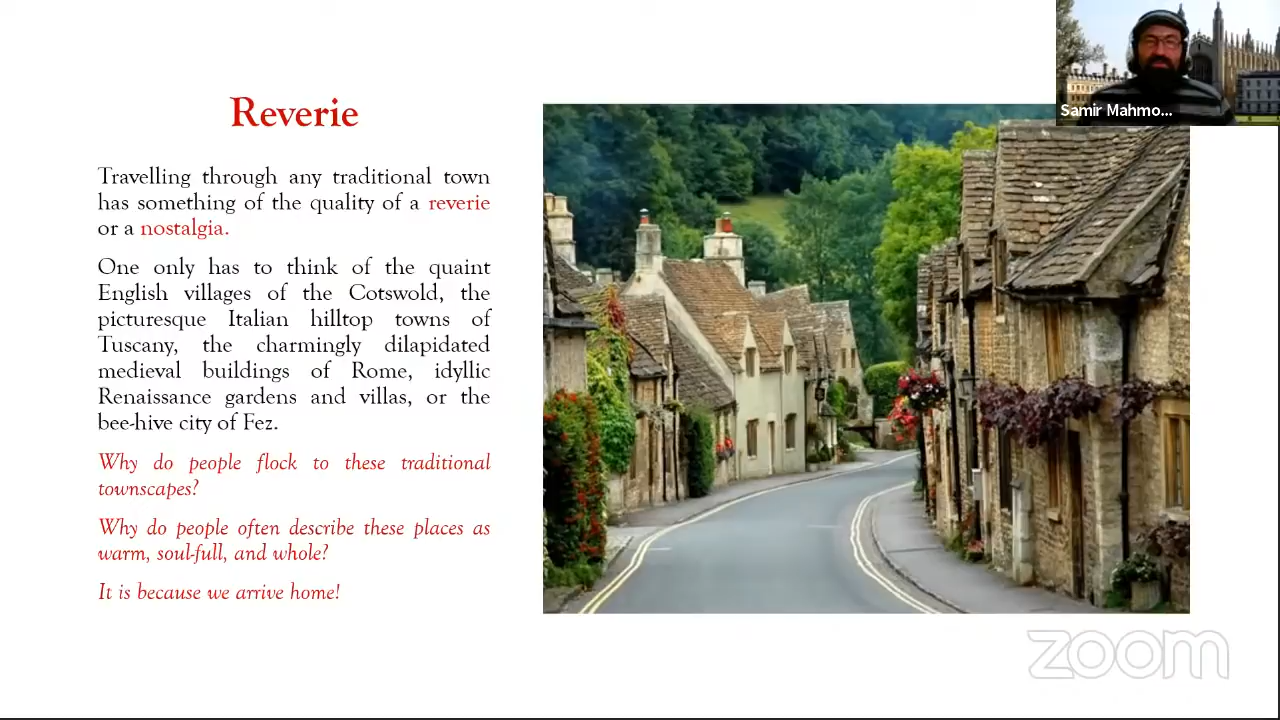 Samir Mahmo...
Reverie
Travelling through any traditional town
has something of the quality of a reverie
or a nostalgia.
One only has to think of the quaint
English villages of the Cotswold, the
picturesque Italian hilltop towns of
Tuscany, the charmingly dilapidated
medieval buildings of Rome, idyllic
Renaissance gardens and villas, or the
bee-hive city of Fez.
Why do people flock to these traditional
townscapes?
Why do people often describe these places as
warm, soul-full, and whole?
It is because we arrive home!
zoom